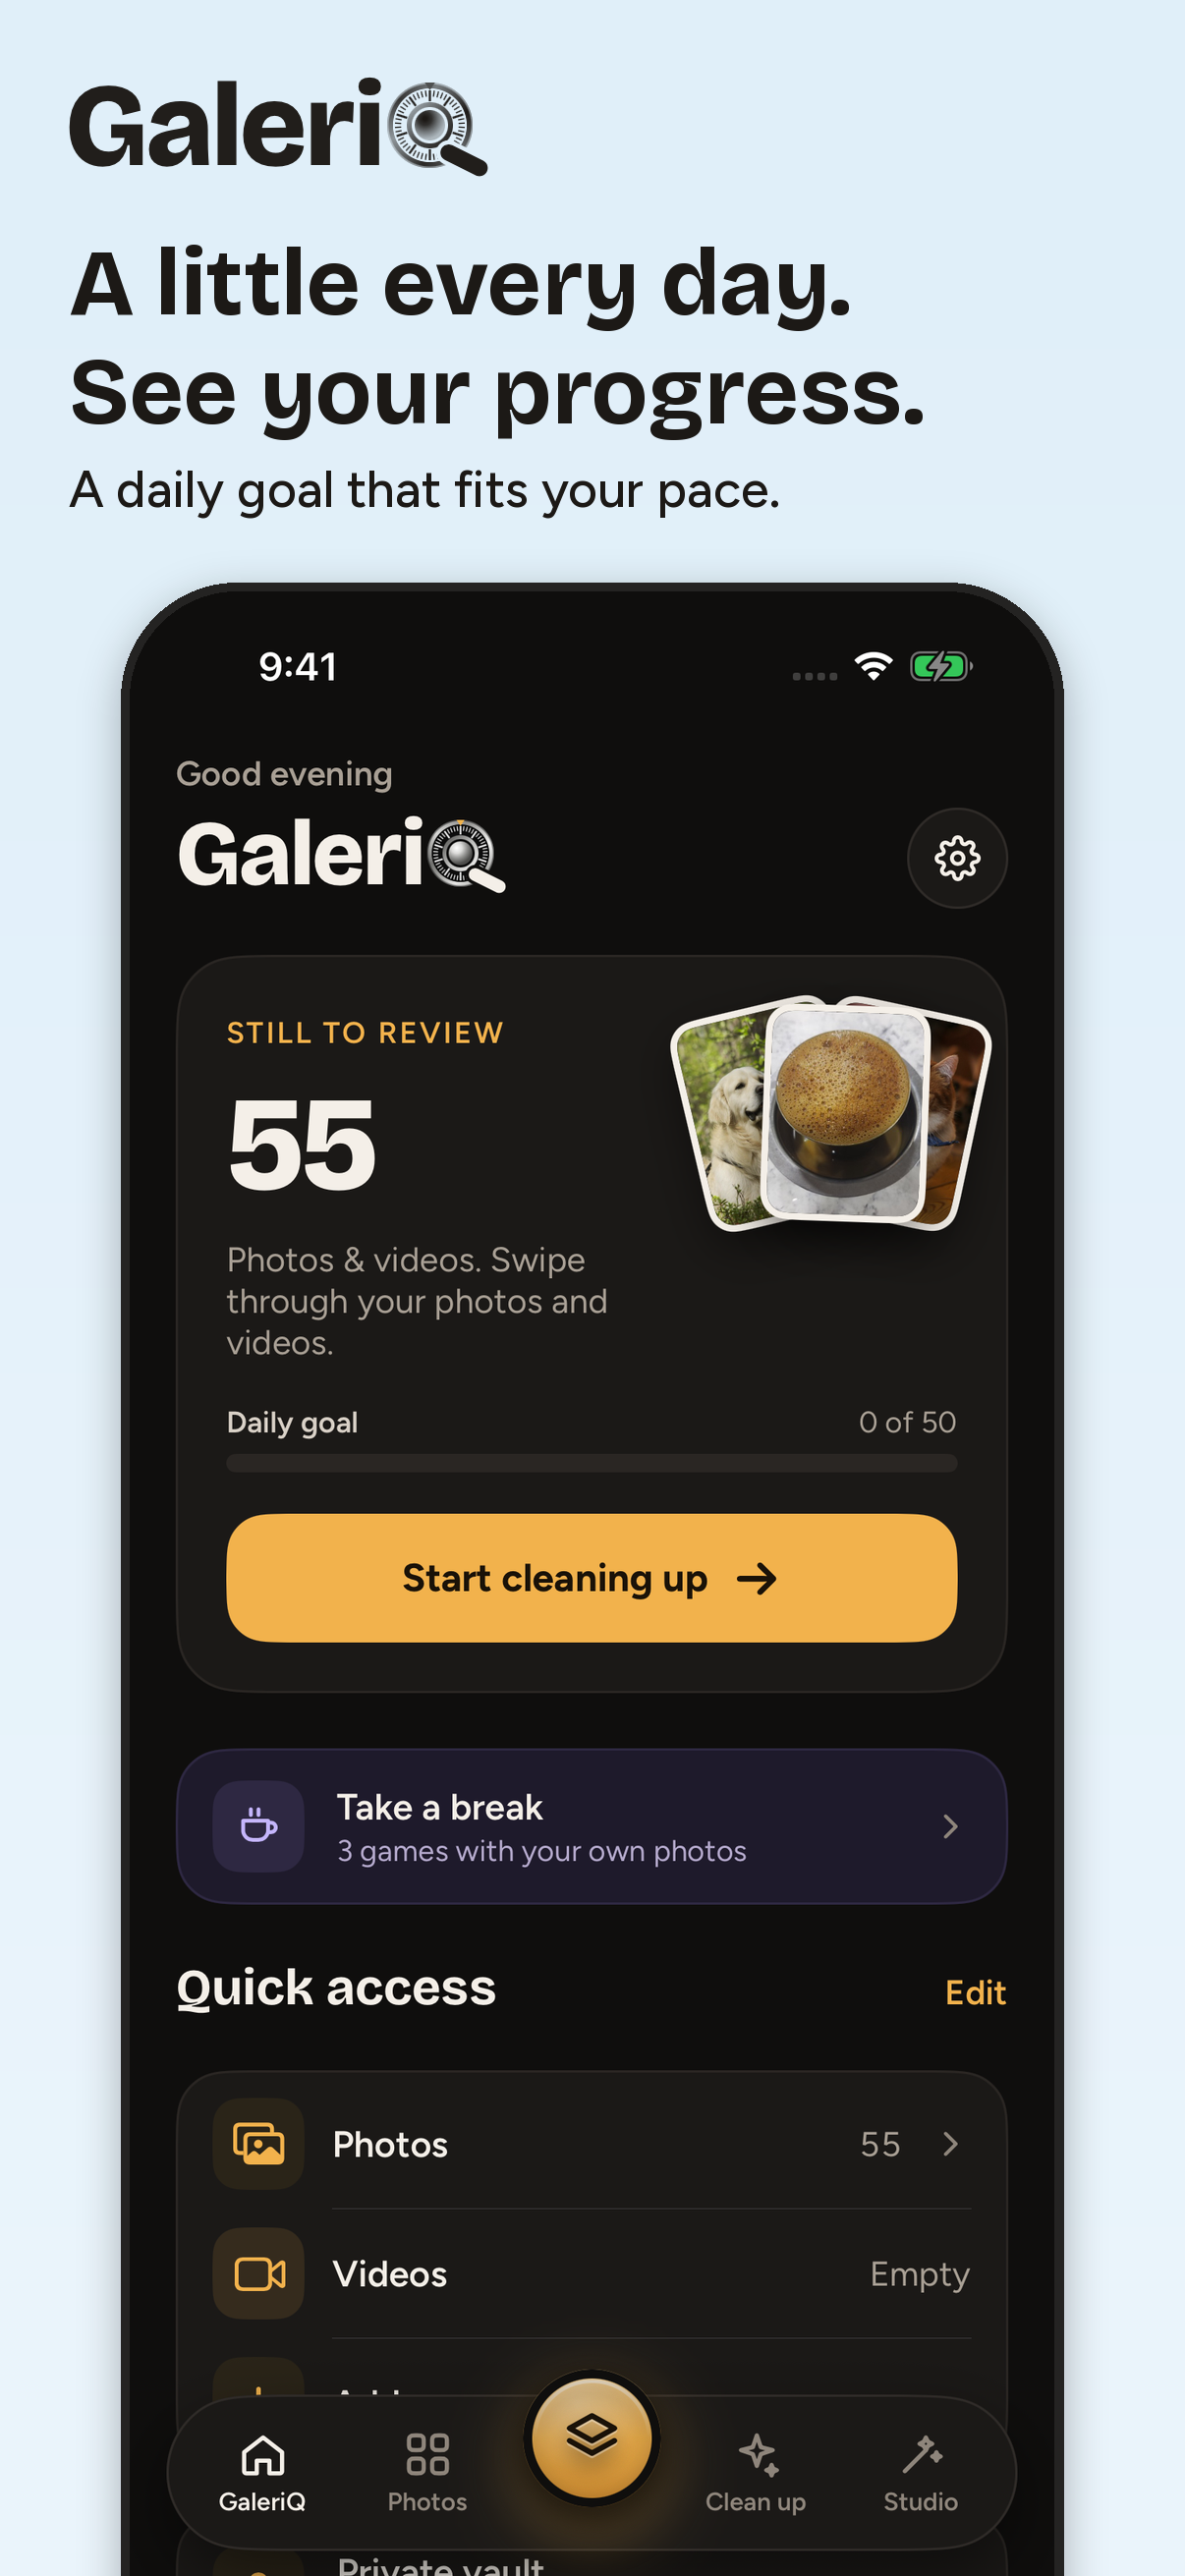 GaleriQ
A little every day.
See your progress.
A daily goal that fits your pace.
9:41
Good evening
GaleriQ
STILL TO REVIEW
55
Photos & videos. Swipe
through your photos and
videos.
Daily goal
0 of 50
Start cleaning up
Take a break
3 games with your own photos
Quick access
Edit
Photos
55
Videos
Empty
GaleriQ
Photos
Clean up
Studio
Private vault